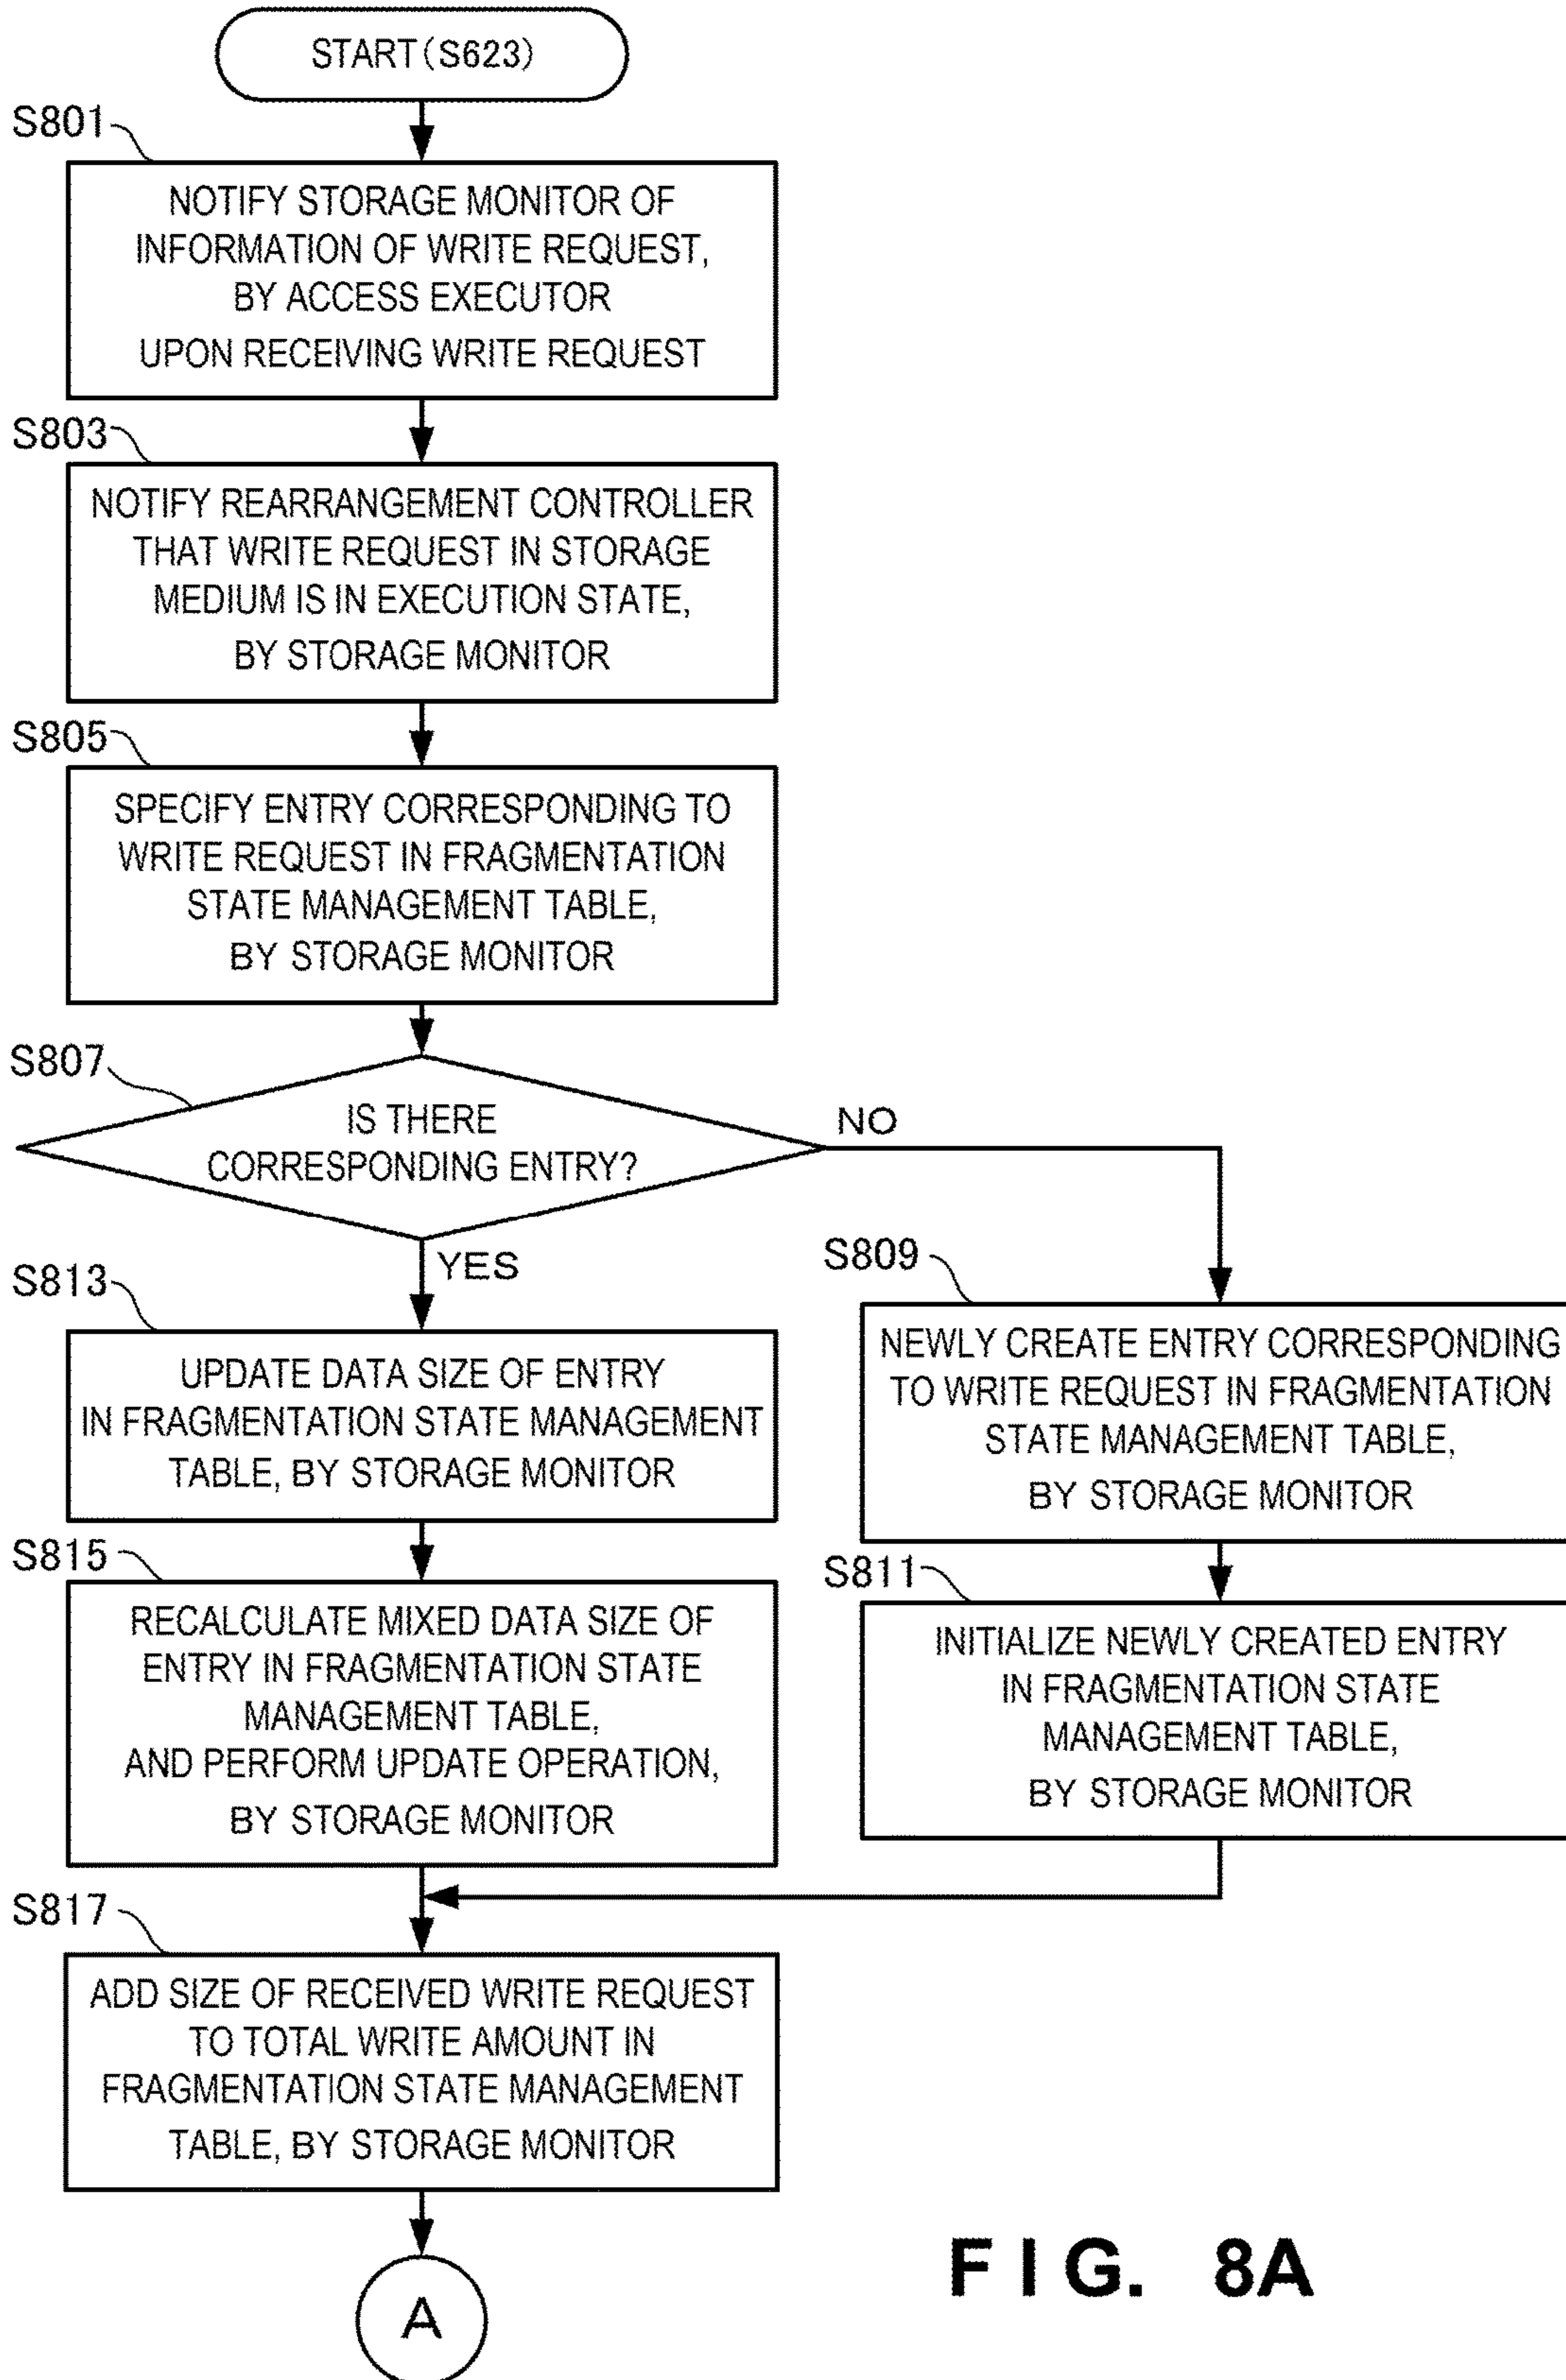 START(S623)
S801
NOTIFY STORAGE MONITOR OF
INFORMATION OF WRITE REQUEST,
BY ACCESS EXECUTOR
UPON RECEIVING WRITE REQUEST
S803
NOTIFY REARRANGEMENT CONTROLLER
THAT WRITE REQUEST IN STORAGE
MEDIUM IS IN EXECUTION STATE,
BY STORAGE MONITOR
S805
SPECIFY ENTRY CORRESPONDING TO
WRITE REQUEST IN FRAGMENTATION
STATE MANAGEMENT TABLE,
BY STORAGE MONITOR
S807
IS THERE
CORRESPONDING ENTRY?
NO
YES
S813
UPDATE DATA SIZE OF ENTRY
IN FRAGMENTATION STATE MANAGEMENT
TABLE, BY STORAGE MONITOR
S815
RECALCULATE MIXED DATA SIZE OF
ENTRY IN FRAGMENTATION STATE
MANAGEMENT TABLE,
AND PERFORM UPDATE OPERATION,
BY STORAGE MONITOR
S809
NEWLY CREATE ENTRY CORRESPONDING
TO WRITE REQUEST IN FRAGMENTATION
STATE MANAGEMENT TABLE,
BY STORAGE MONITOR
S811
INITIALIZE NEWLY CREATED ENTRY
IN FRAGMENTATION STATE
MANAGEMENT TABLE,
BY STORAGE MONITOR
S817
ADD SIZE OF RECEIVED WRITE REQUEST
TO TOTAL WRITE AMOUNT IN
FRAGMENTATION STATE MANAGEMENT
TABLE, BY STORAGE MONITOR
A
FIG. 8A